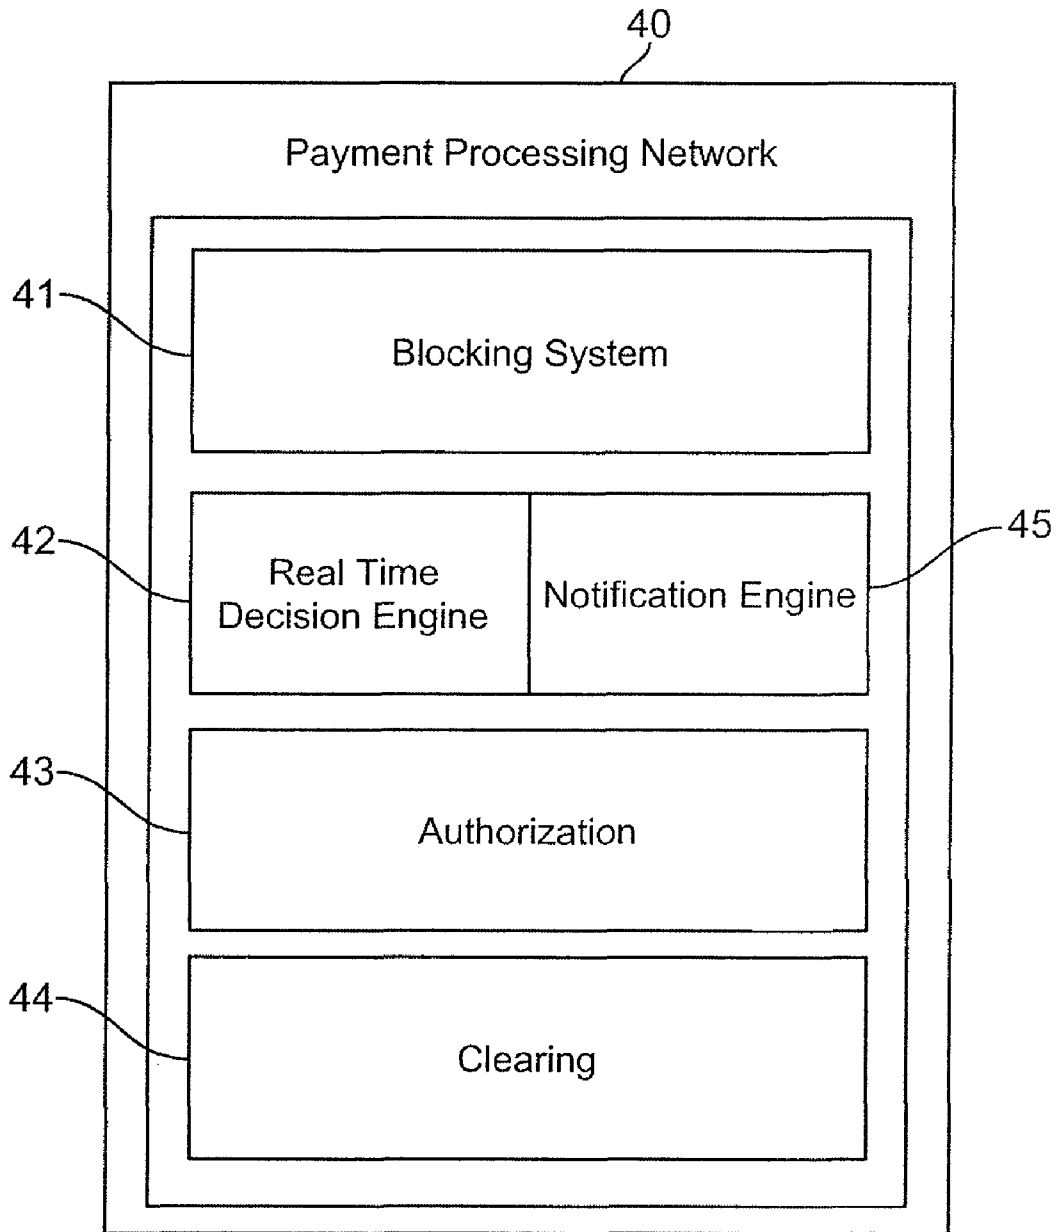 40
Payment Processing Network
41
Blocking System
42
Real Time
Decision Engine
Notification Engine
45
43
Authorization
44
Clearing